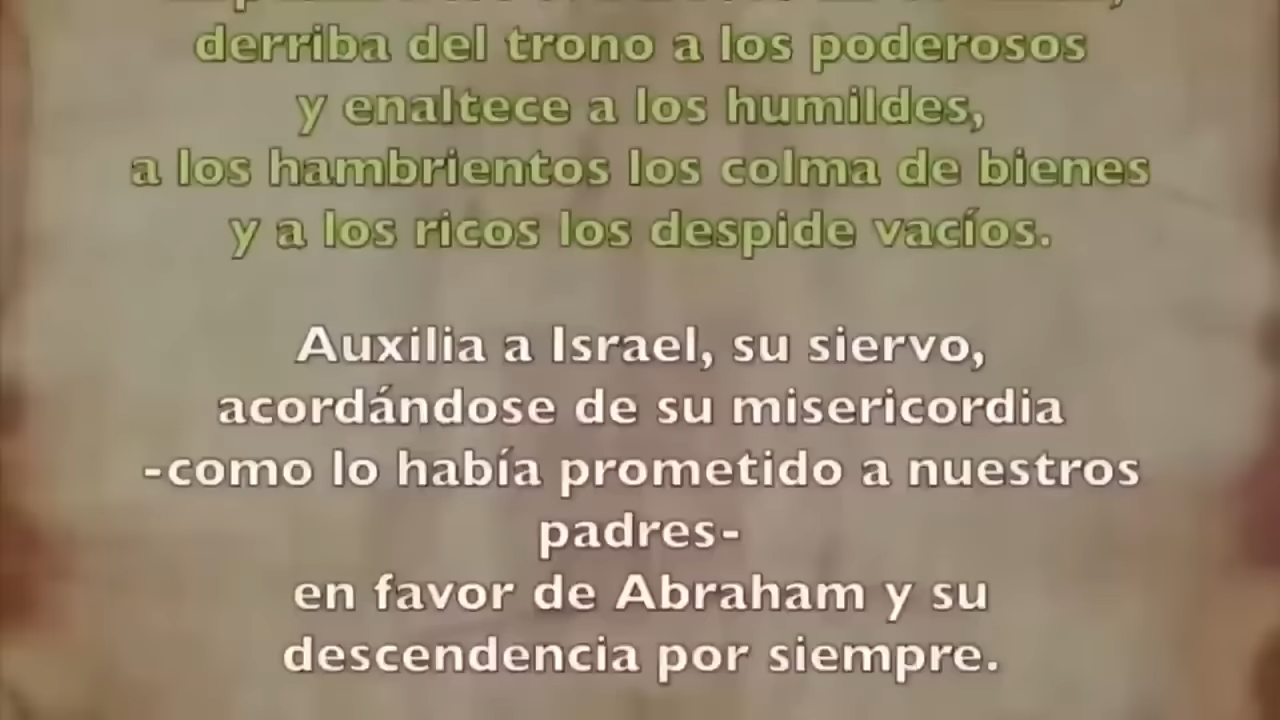 derriba del trono a los poderosos
y enaltece a los humildes,
a los hambrientos los colma de bienes
y a los ricos los despide vacíos.
Auxilia a Israel, su siervo,
acordándose de su misericordia
-como lo había prometido a nuestros
padres-
en favor de Abraham y su
descendencia por siempre.